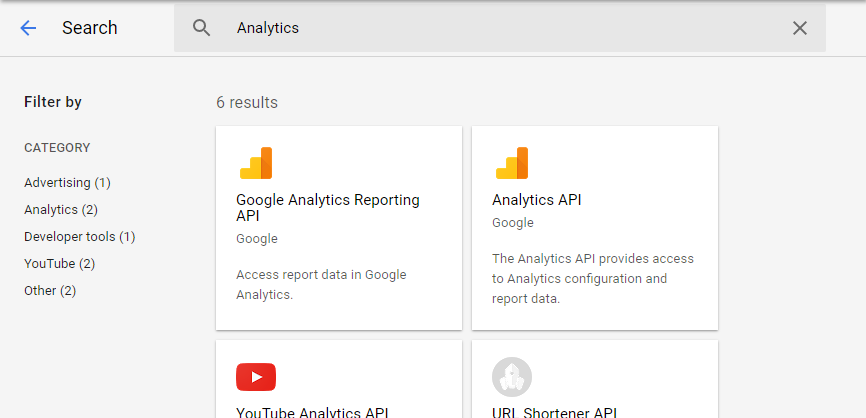 Search
Analytics
Filter by
6 results
CATEGORY
Advertising (1)
Analytics (2)
Developer tools (1)
YouTube (2)
Other (2)
Google Analytics Reporting
API
Google
Access report data in Google
Analytics.
Analytics API
Google
The Analytics API provides access
to Analytics configuration and
report data.
YouTube Analytics API
URL Shortener API